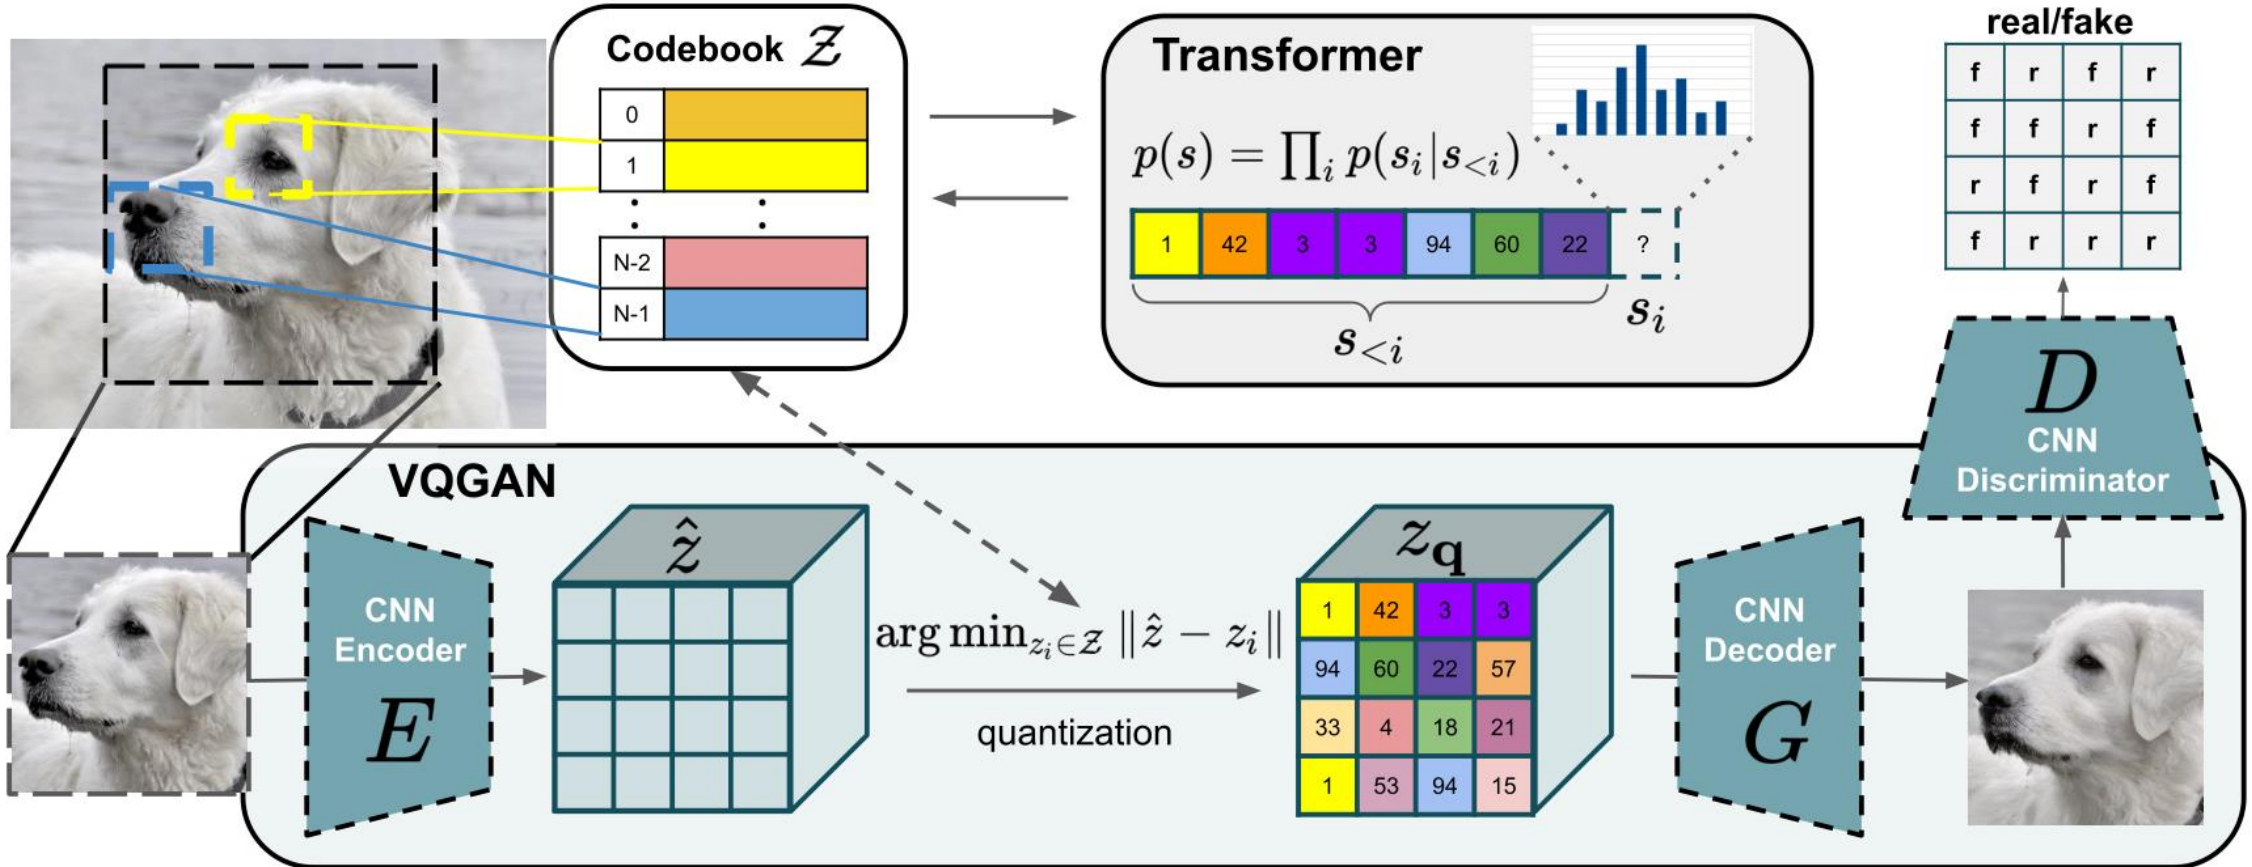 Codebook 𝒵
0
1
⋮ ⋮
N-2
N-1
Transformer
p(s) = ∏ᵢ p(sᵢ|s<ᵢ)
1 42 3 3 94 60 22 ?
s<ᵢ
sᵢ
real/fake
f r f r
f f r f
r f r f
f r r r
D
CNN
Discriminator
VQGAN
CNN
Encoder
E
ẑ
arg min_{zᵢ∈𝒵} ‖ẑ − zᵢ‖
quantization
z_𝐪
1 42 3 3
94 60 22 57
33 4 18 21
1 53 94 15
CNN
Decoder
G